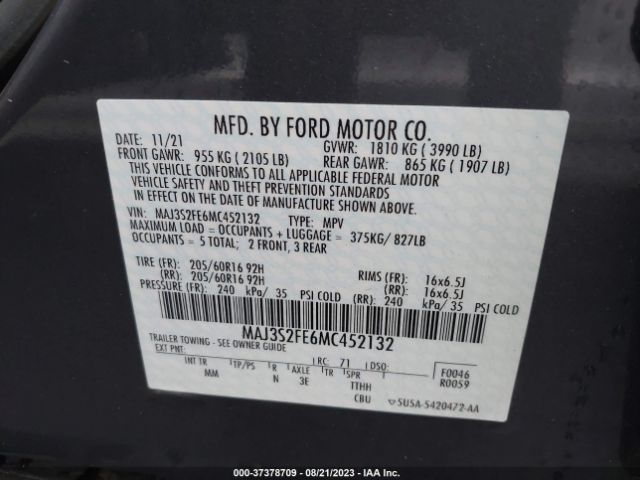 MFD. BY FORD MOTOR CO.
DATE: 11/21 GVWR: 1810 KG ( 3990 LB)
FRONT GAWR: 955 KG ( 2105 LB) REAR GAWR: 865 KG ( 1907 LB)
THIS VEHICLE CONFORMS TO ALL APPLICABLE FEDERAL MOTOR
VEHICLE SAFETY AND THEFT PREVENTION STANDARDS
IN EFFECT ON THE DATE OF MANUFACTURE SHOWN ABOVE.
VIN: MAJ3S2FE6MC452132 TYPE: MPV
MAXIMUM LOAD = OCCUPANTS + LUGGAGE = 375KG/ 827LB
OCCUPANTS = 5 TOTAL; 2 FRONT, 3 REAR
TIRE (FR): 205/60R16 92H RIMS (FR): 16x6.5J
(RR): 205/60R16 92H (RR): 16x6.5J
PRESSURE (FR): 240 kPa/ 35 PSI COLD (RR): 240 kPa/ 35 PSI COLD
MAJ3S2FE6MC452132
TRAILER TOWING - SEE OWNER GUIDE
EXT PNT: RC: 71 DSO: F0046
INT TR TP/PS R AXLE TR SPR R0059
MM N 3E TTHH
CBU 5USA-5420472-AA
© - 37378709 - 08/21/2023 - IAA Inc.